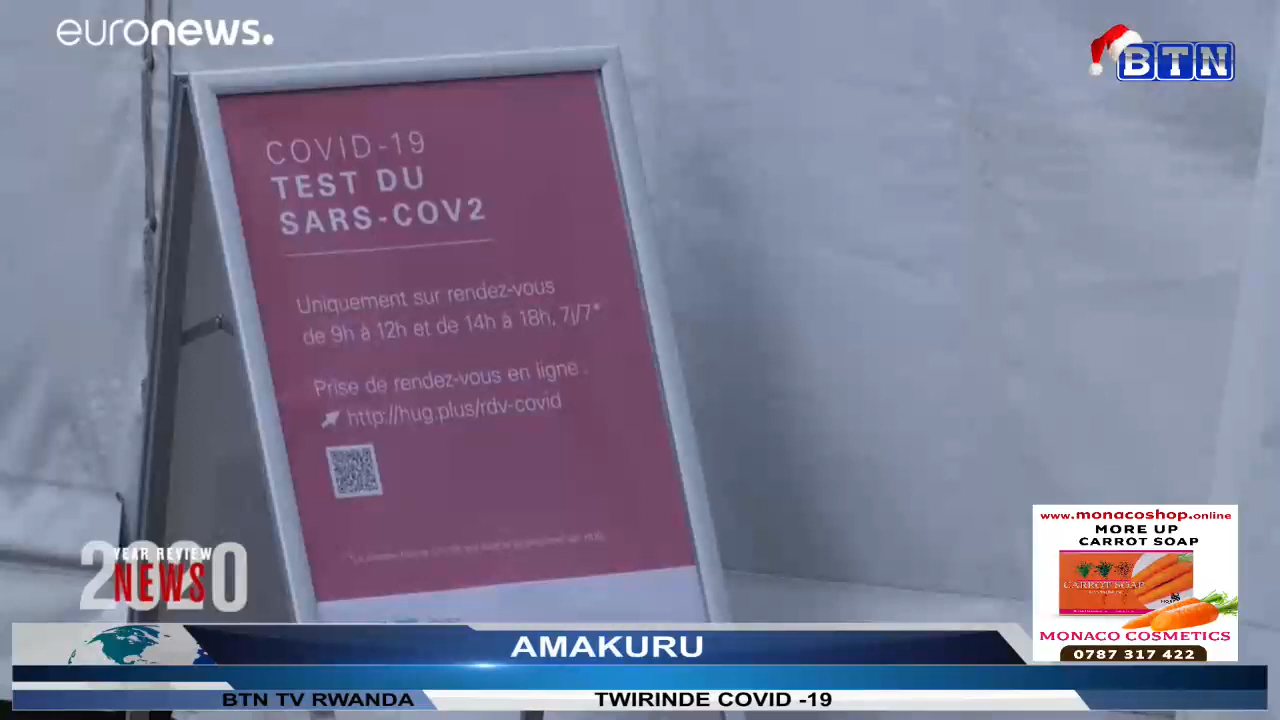 euronews.
BTN
COVID-19
TEST DU
SARS-COV2
Uniquement sur rendez-vous
de 9h à 12h et de 14h à 18h, 7j/7*
Prise de rendez-vous en ligne :
http://hug.plus/rdv-covid
www.monacoshop.online
MORE UP
CARROT SOAP
CARROT SOAP
MONACO COSMETICS
0787 317 422
2020
YEAR REVIEW
NEWS
AMAKURU
BTN TV RWANDA
TWIRINDE COVID -19